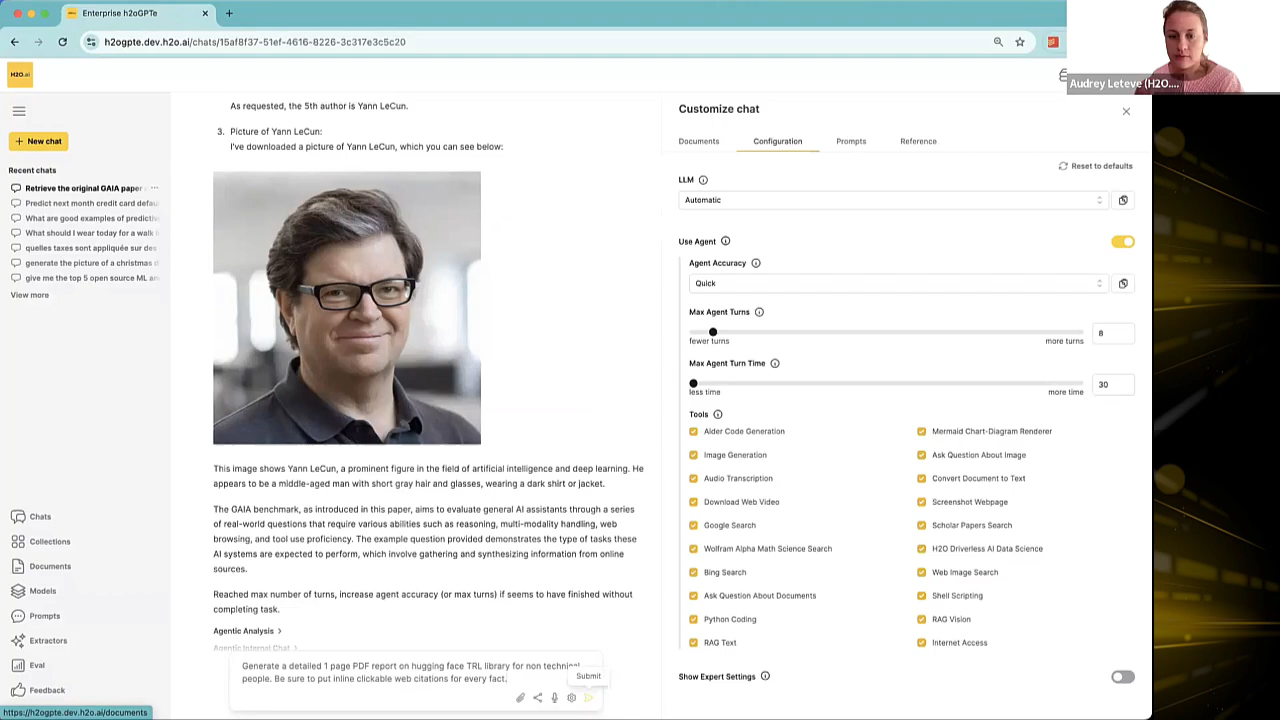 Enterprise h2oGPTe
h2ogpte.dev.h2o.ai/chats/15af8f37-51ef-4616-8226-3c317e3c5c20
H2O.ai
Audrey Leteve (H2O....
New chat
Recent chats
Retrieve the original GAIA paper ...
Predict next month credit card defau
What are good examples of predictiv
What should I wear today for a walk
quelles taxes sont appliquée sur des
generate the picture of a christmas
give me the top 5 open source ML an
View more
Chats
Collections
Documents
Models
Prompts
Extractors
Eval
Feedback
https://h2ogpte.dev.h2o.ai/documents
As requested, the 5th author is Yann LeCun.
3. Picture of Yann LeCun:
I've downloaded a picture of Yann LeCun, which you can see below:
This image shows Yann LeCun, a prominent figure in the field of artificial intelligence and deep learning. He
appears to be a middle-aged man with short gray hair and glasses, wearing a dark shirt or jacket.
The GAIA benchmark, as introduced in this paper, aims to evaluate general AI assistants through a series
of real-world questions that require various abilities such as reasoning, multi-modality handling, web
browsing, and tool use proficiency. The example question provided demonstrates the type of tasks these
AI systems are expected to perform, which involve gathering and synthesizing information from online
sources.
Reached max number of turns, increase agent accuracy (or max turns) if seems to have finished without
completing task.
Agentic Analysis
Agentic Internal Chat
Generate a detailed 1 page PDF report on hugging face TRL library for non technical
people. Be sure to put inline clickable web citations for every fact.
Submit
Customize chat
Documents Configuration Prompts Reference
Reset to defaults
LLM
Automatic
Use Agent
Agent Accuracy
Quick
Max Agent Turns
8
fewer turns more turns
Max Agent Turn Time
30
less time more time
Tools
Aider Code Generation Mermaid Chart-Diagram Renderer
Image Generation Ask Question About Image
Audio Transcription Convert Document to Text
Download Web Video Screenshot Webpage
Google Search Scholar Papers Search
Wolfram Alpha Math Science Search H2O Driverless AI Data Science
Bing Search Web Image Search
Ask Question About Documents Shell Scripting
Python Coding RAG Vision
RAG Text Internet Access
Show Expert Settings